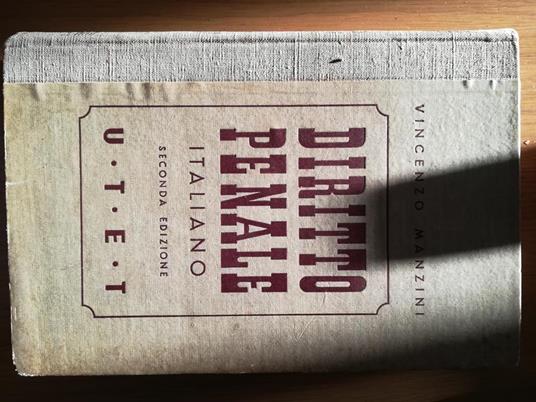 VINCENZO MANZINI
DIRITTO
PENALE
ITALIANO
SECONDA EDIZIONE
U·T·E·T